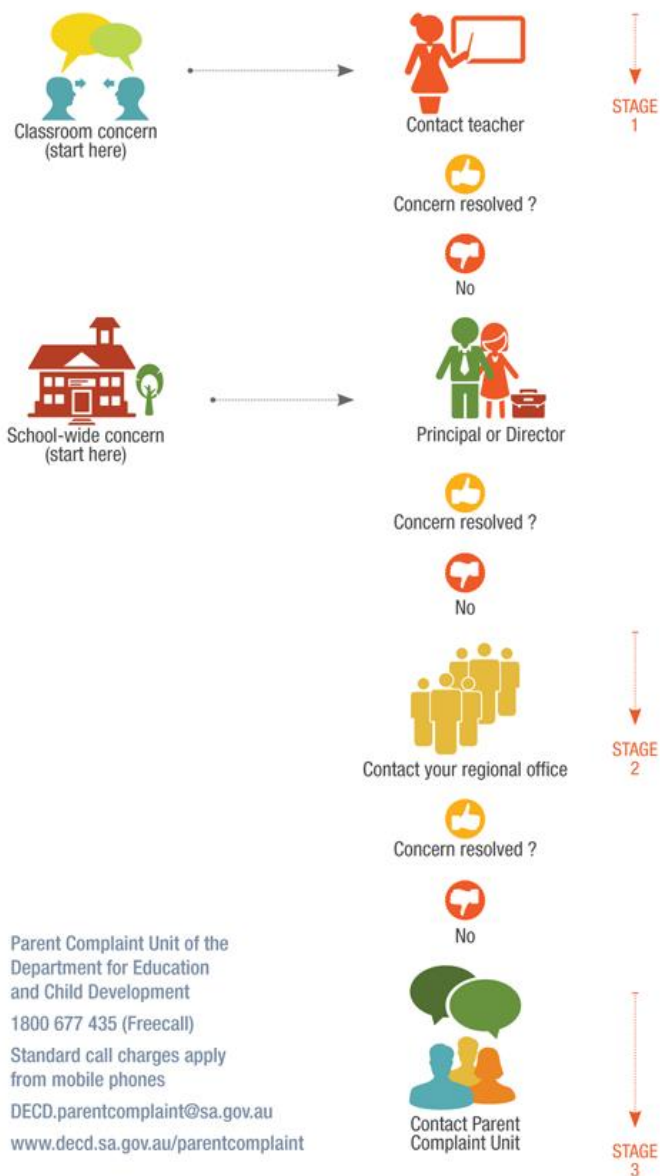 Classroom concern
(start here)
Contact teacher
STAGE
1
Concern resolved ?
No
School-wide concern
(start here)
Principal or Director
Concern resolved ?
No
Contact your regional office
STAGE
2
Concern resolved ?
No
Parent Complaint Unit of the
Department for Education
and Child Development
1800 677 435 (Freecall)
Standard call charges apply
from mobile phones
DECD.parentcomplaint@sa.gov.au
www.decd.sa.gov.au/parentcomplaint
Contact Parent
Complaint Unit
STAGE
3